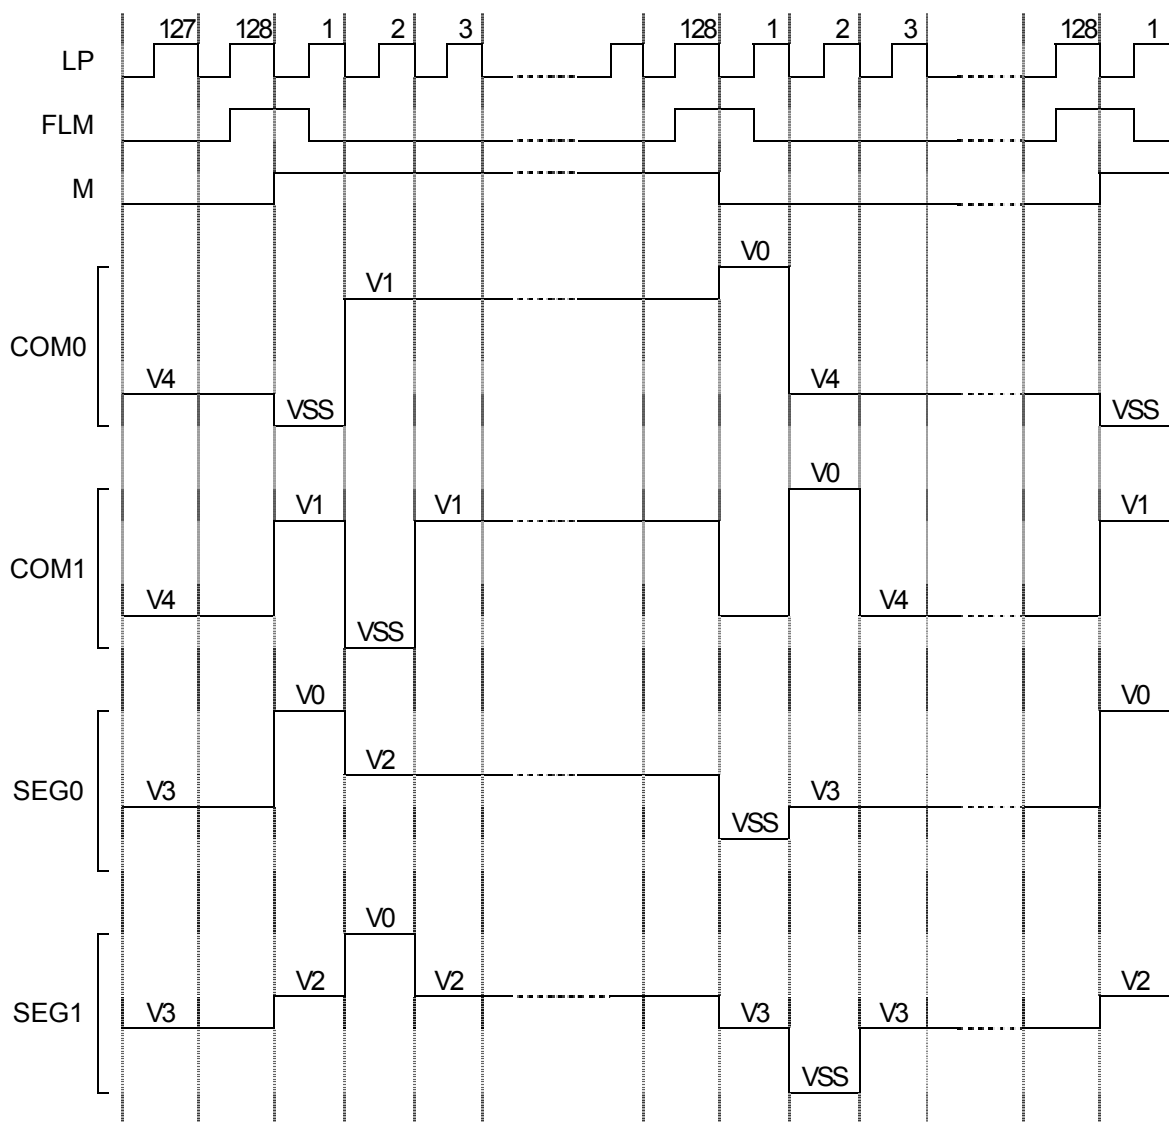 127 128 1 2 3 128 1 2 3 128 1
LP
FLM
M
V0
V1
COM0
V4 V4
VSS VSS
V0
V1 V1 V1
COM1
V4 V4
VSS
V0 V0
V2
SEG0 V3 V3
VSS
V0
V2 V2 V2
SEG1 V3 V3 V3
VSS